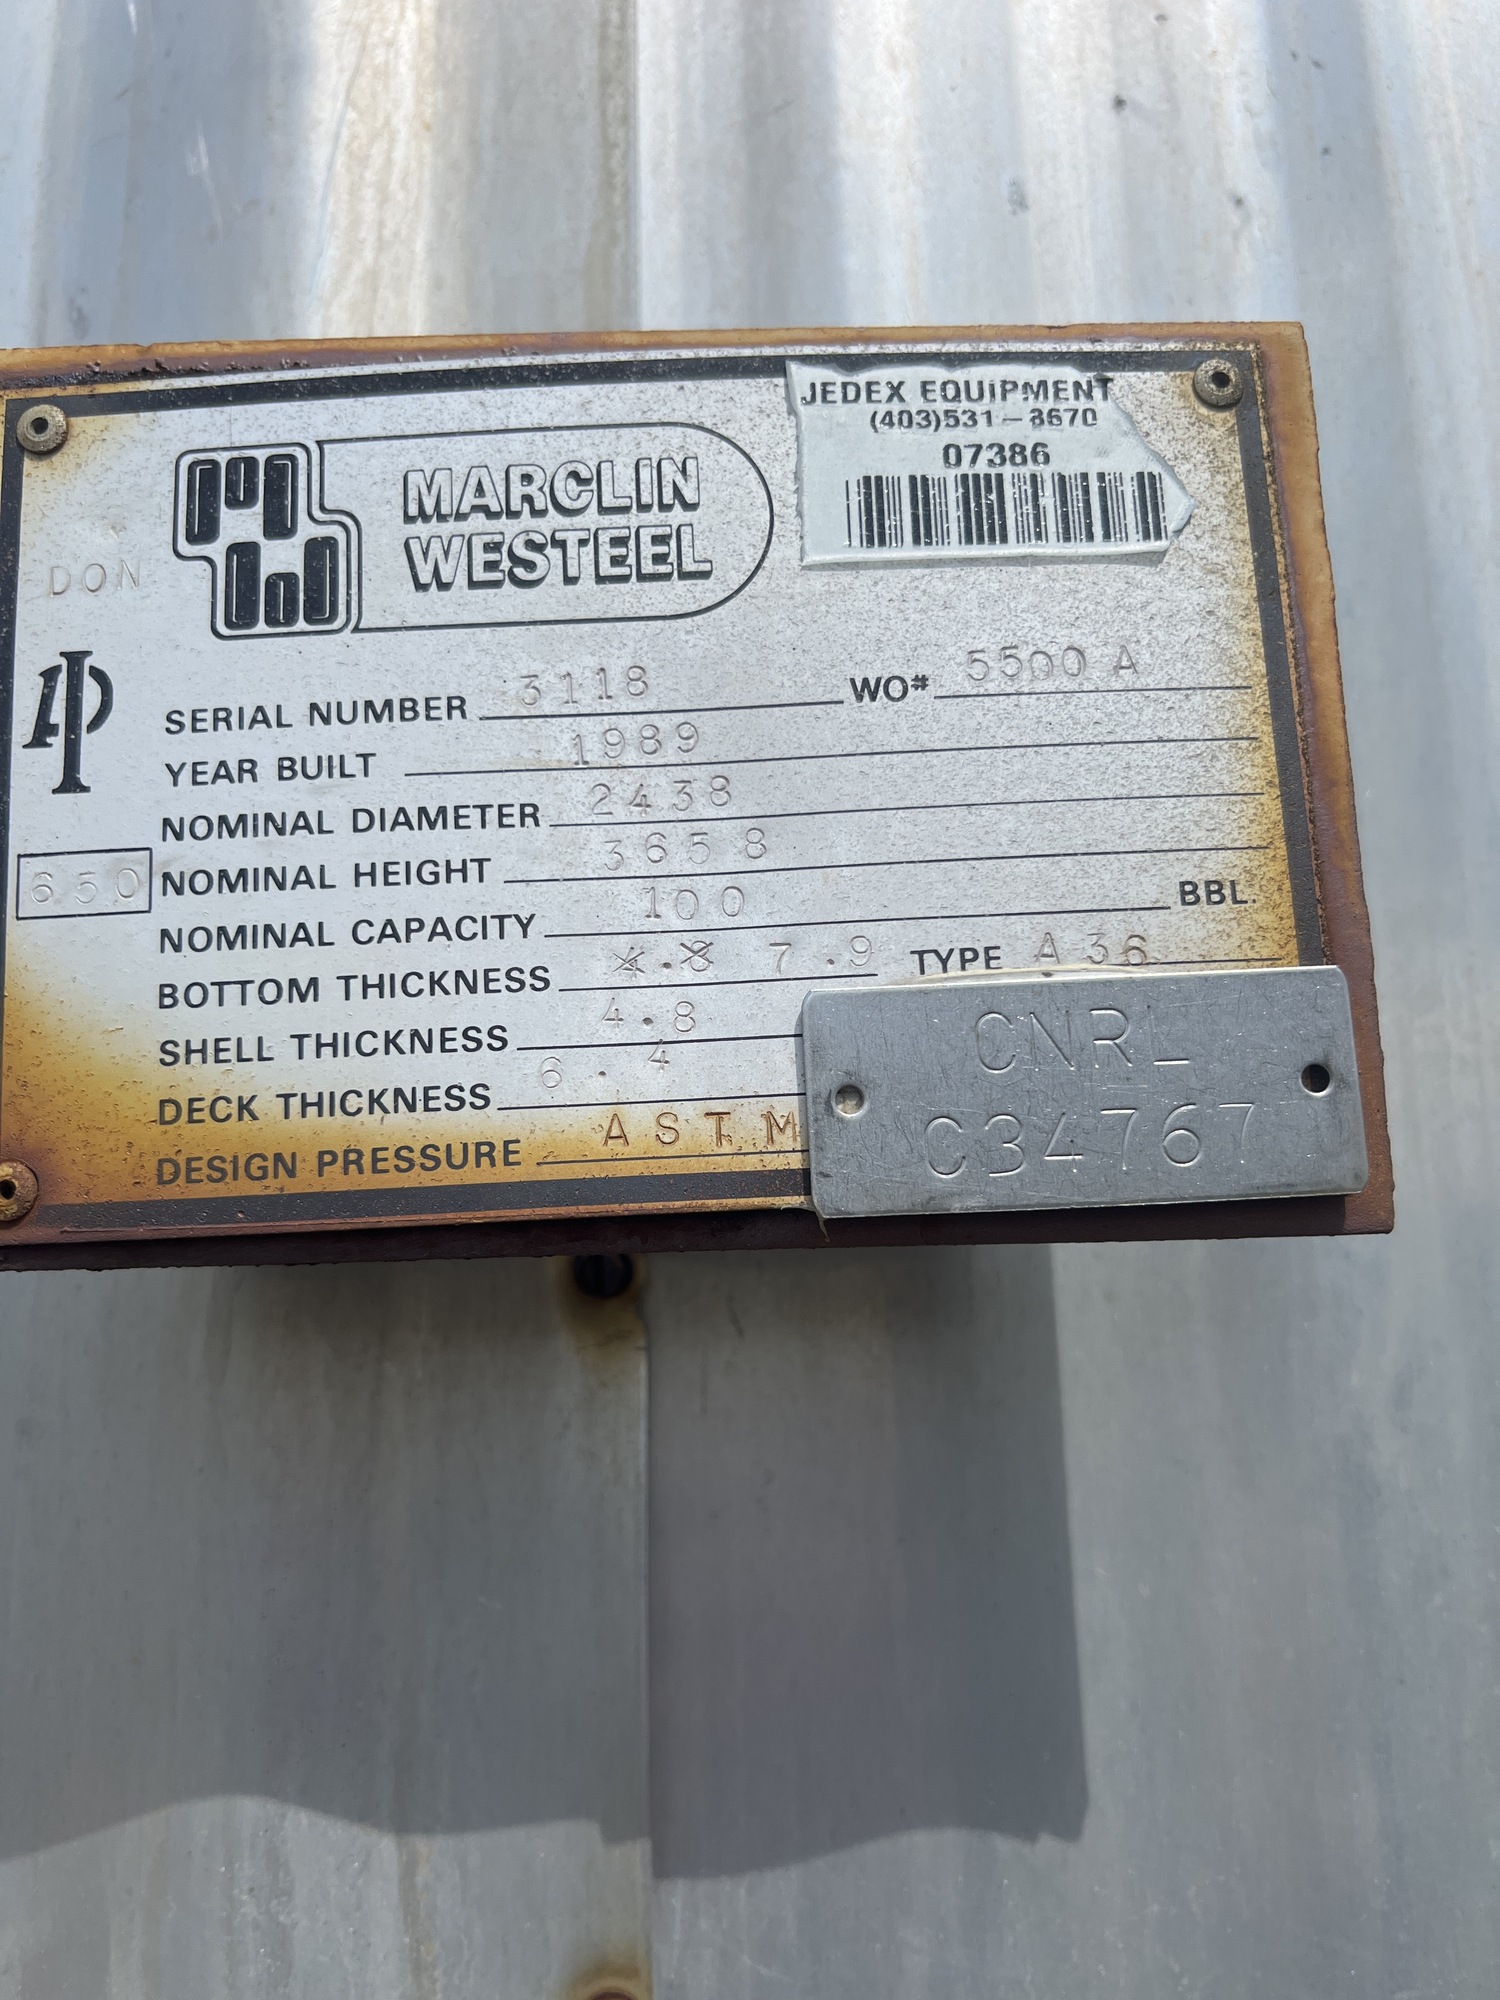 JEDEX EQUIPMENT
(403)531-8670
07386
MARCLIN
WESTEEL
DON
API
SERIAL NUMBER 3118 WO# 5500 A
YEAR BUILT 1989
NOMINAL DIAMETER 2438
650 NOMINAL HEIGHT 3658
NOMINAL CAPACITY 100 BBL.
BOTTOM THICKNESS 4.8 7.9 TYPE A36
SHELL THICKNESS 4.8
DECK THICKNESS 6.4
DESIGN PRESSURE ASTM
CNRL
C34767